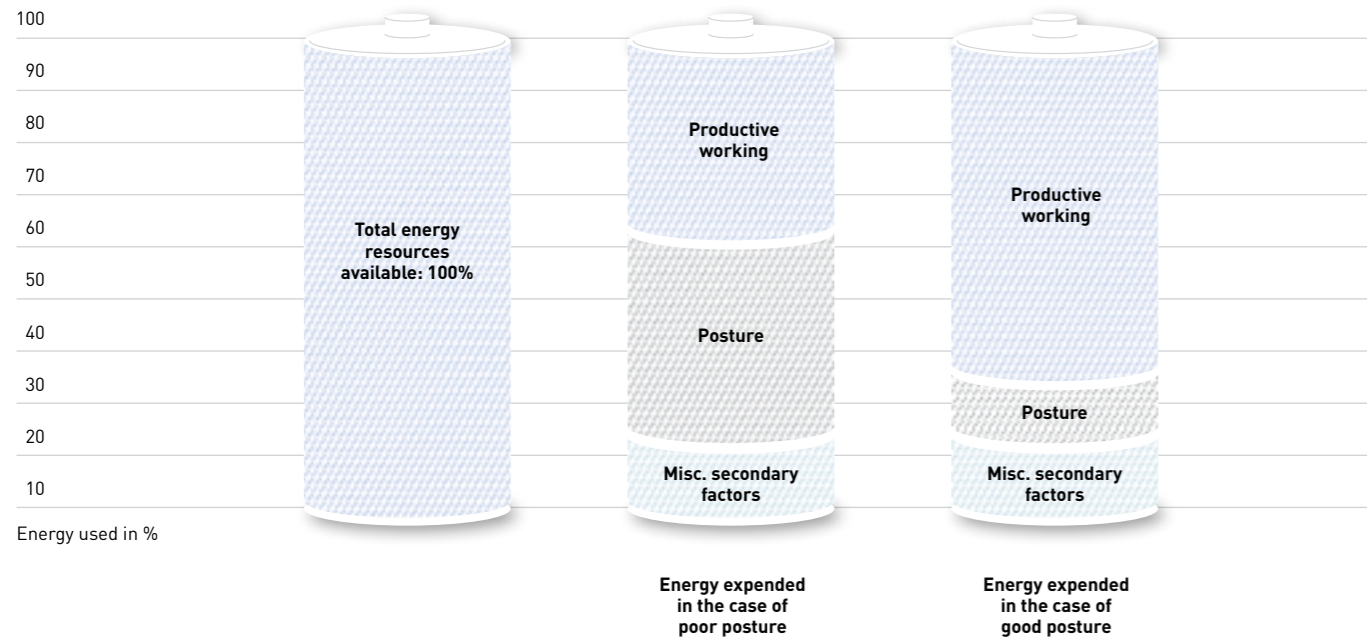 100
90
80
70
60
50
40
30
20
10
Energy used in %
Total energy
resources
available: 100%
Productive
working
Posture
Misc. secondary
factors
Energy expended
in the case of
poor posture
Productive
working
Posture
Misc. secondary
factors
Energy expended
in the case of
good posture